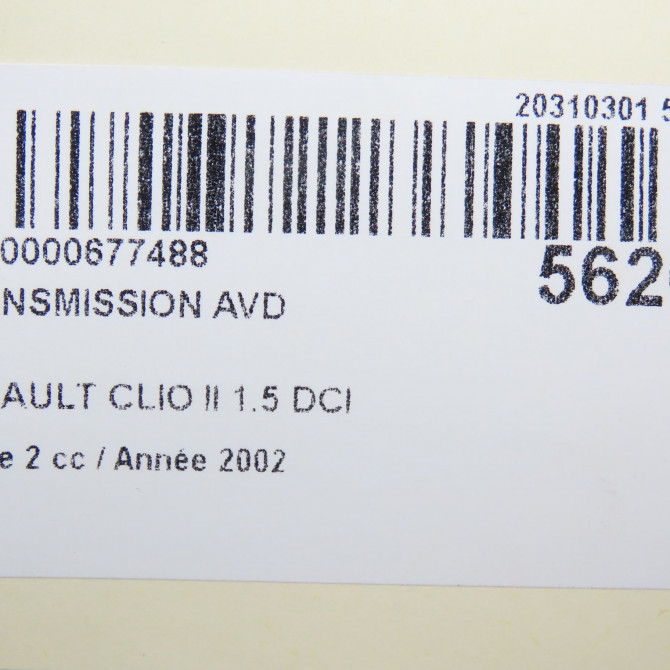 20310301 5
0000677488
562
NSMISSION AVD
AULT CLIO II 1.5 DCI
e 2 cc / Année 2002